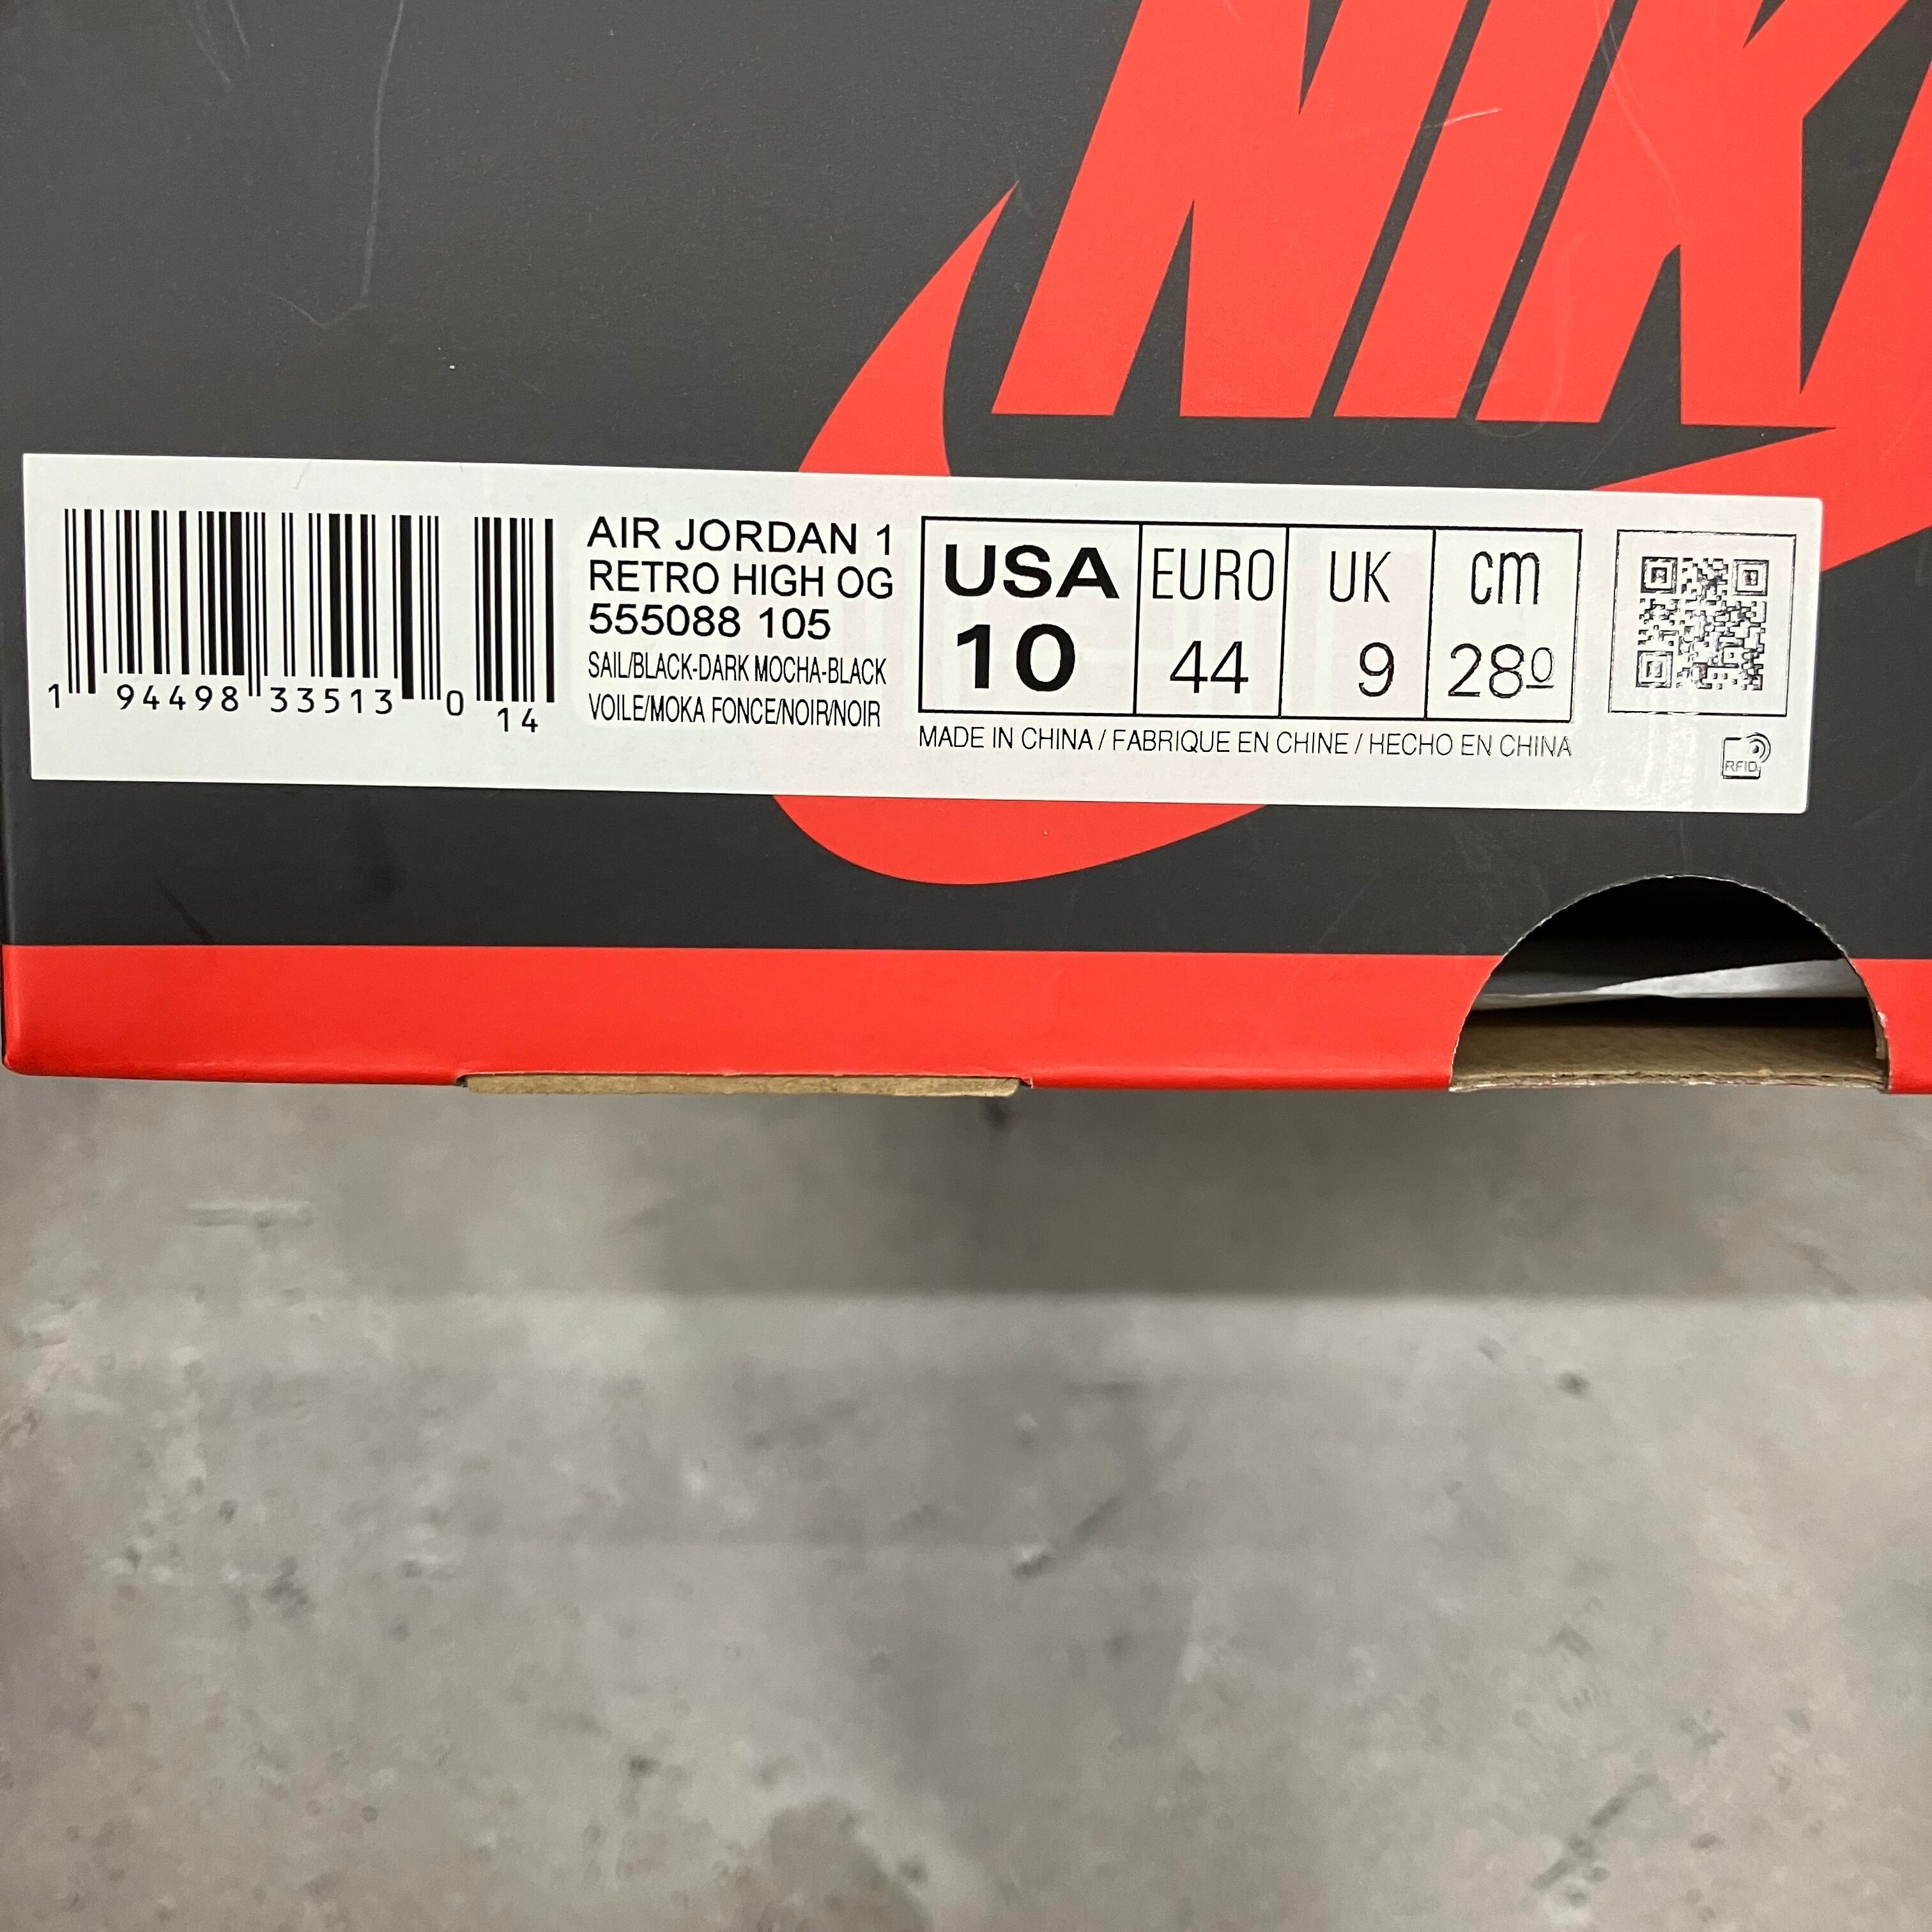 NIK
AIR JORDAN 1
RETRO HIGH OG
555088 105
SAIL/BLACK-DARK MOCHA-BLACK
VOILE/MOKA FONCE/NOIR/NOIR
1 94498 33513 0 14
USA EURO UK cm
10 44 9 280
MADE IN CHINA / FABRIQUE EN CHINE / HECHO EN CHINA
RFID